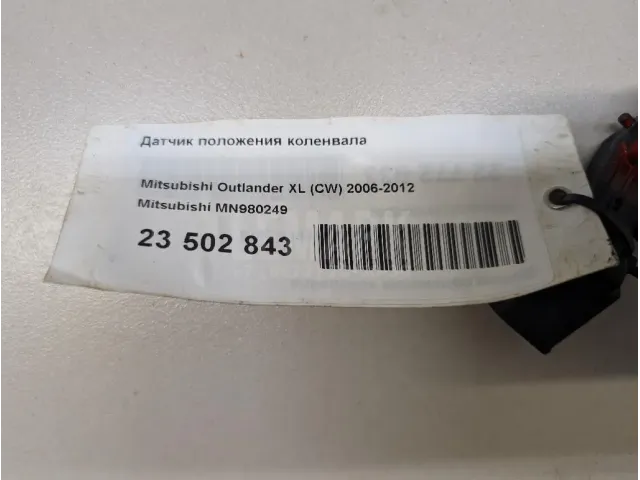 Датчик положения коленвала
Mitsubishi Outlander XL (CW) 2006-2012
Mitsubishi MN980249
23 502 843